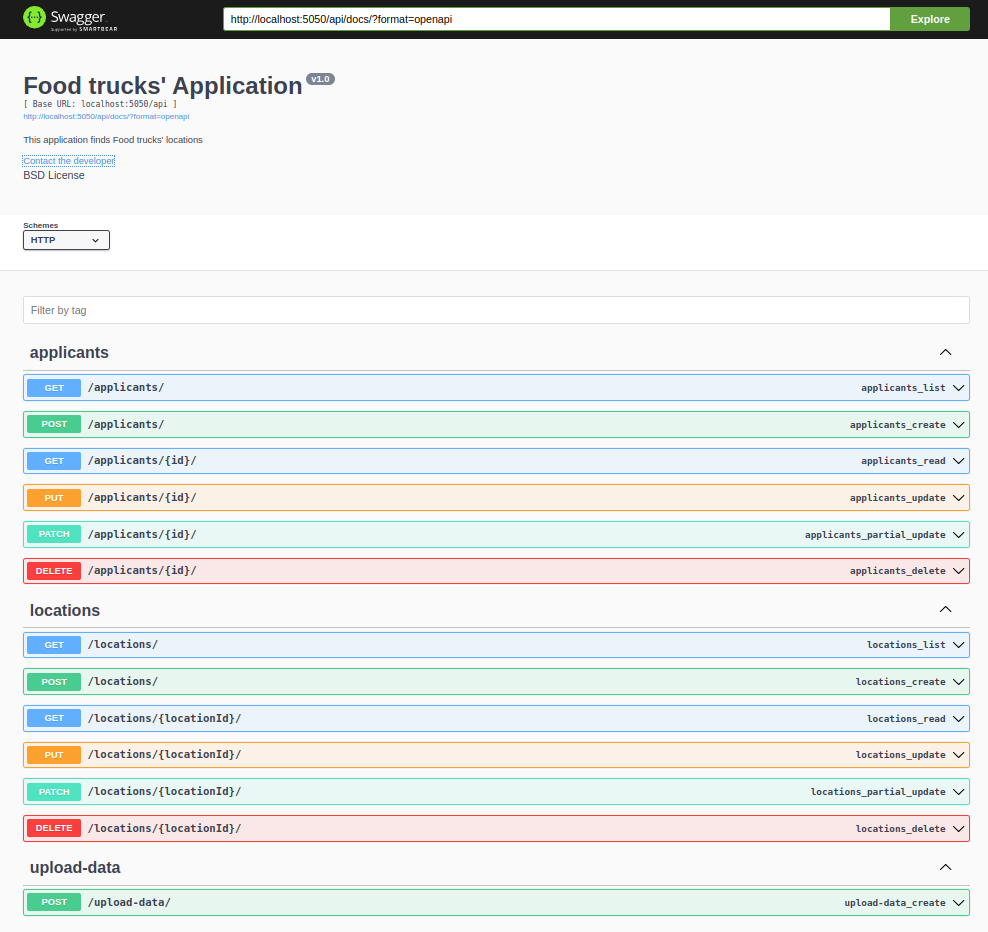 Swagger
Supported by SMARTBEAR
http://localhost:5050/api/docs/?format=openapi
Explore
Food trucks' Application v1.0
[ Base URL: localhost:5050/api ]
http://localhost:5050/api/docs/?format=openapi
This application finds Food trucks' locations
Contact the developer
BSD License
Schemes
HTTP
Filter by tag
applicants
GET /applicants/ applicants_list
POST /applicants/ applicants_create
GET /applicants/{id}/ applicants_read
PUT /applicants/{id}/ applicants_update
PATCH /applicants/{id}/ applicants_partial_update
DELETE /applicants/{id}/ applicants_delete
locations
GET /locations/ locations_list
POST /locations/ locations_create
GET /locations/{locationId}/ locations_read
PUT /locations/{locationId}/ locations_update
PATCH /locations/{locationId}/ locations_partial_update
DELETE /locations/{locationId}/ locations_delete
upload-data
POST /upload-data/ upload-data_create